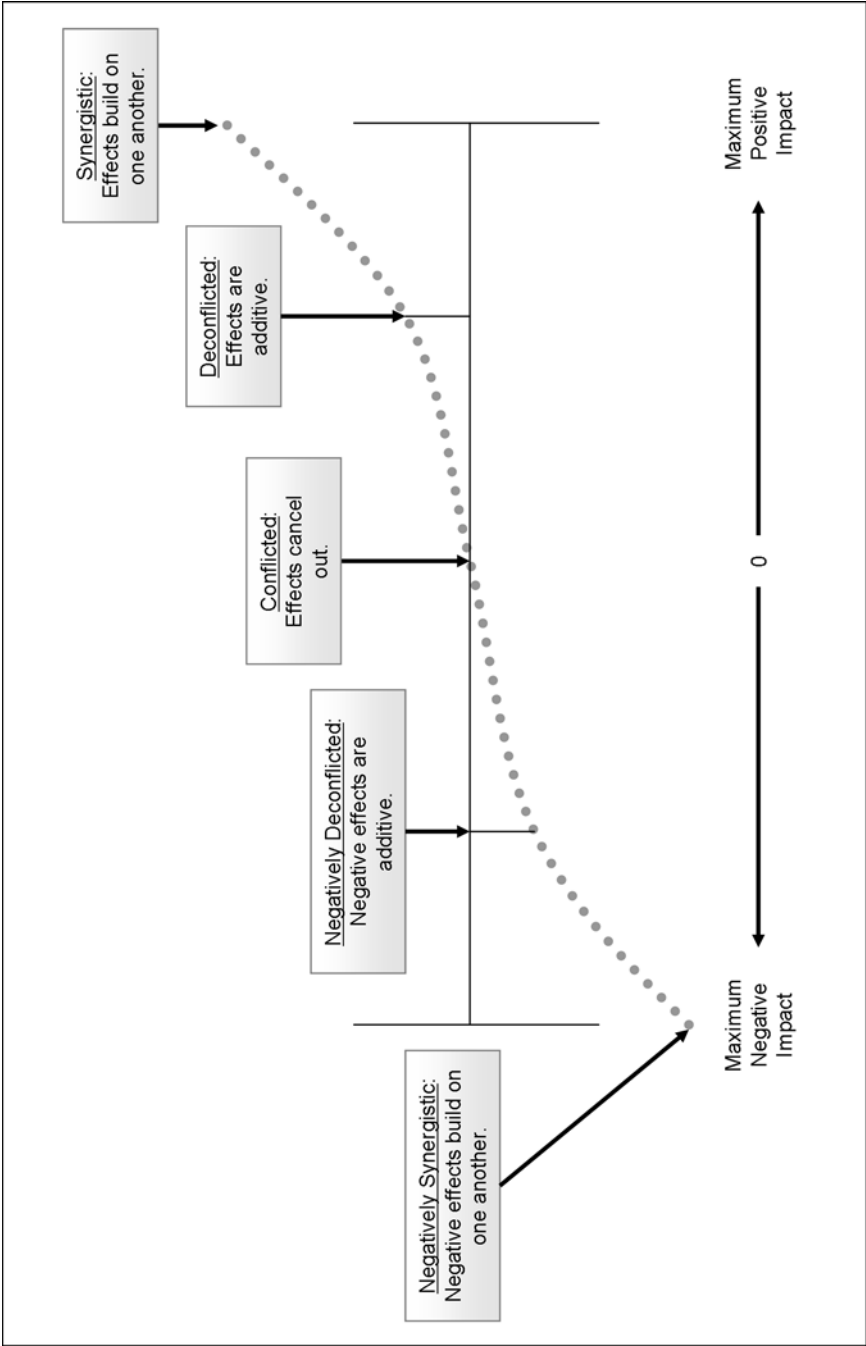 Negatively Synergistic:
Negative effects build on
one another.
Negatively Deconflicted:
Negative effects are
additive.
Conflicted:
Effects cancel
out.
Deconflicted:
Effects are
additive.
Synergistic:
Effects build on
one another.
Maximum
Negative
Impact
0
Maximum
Positive
Impact